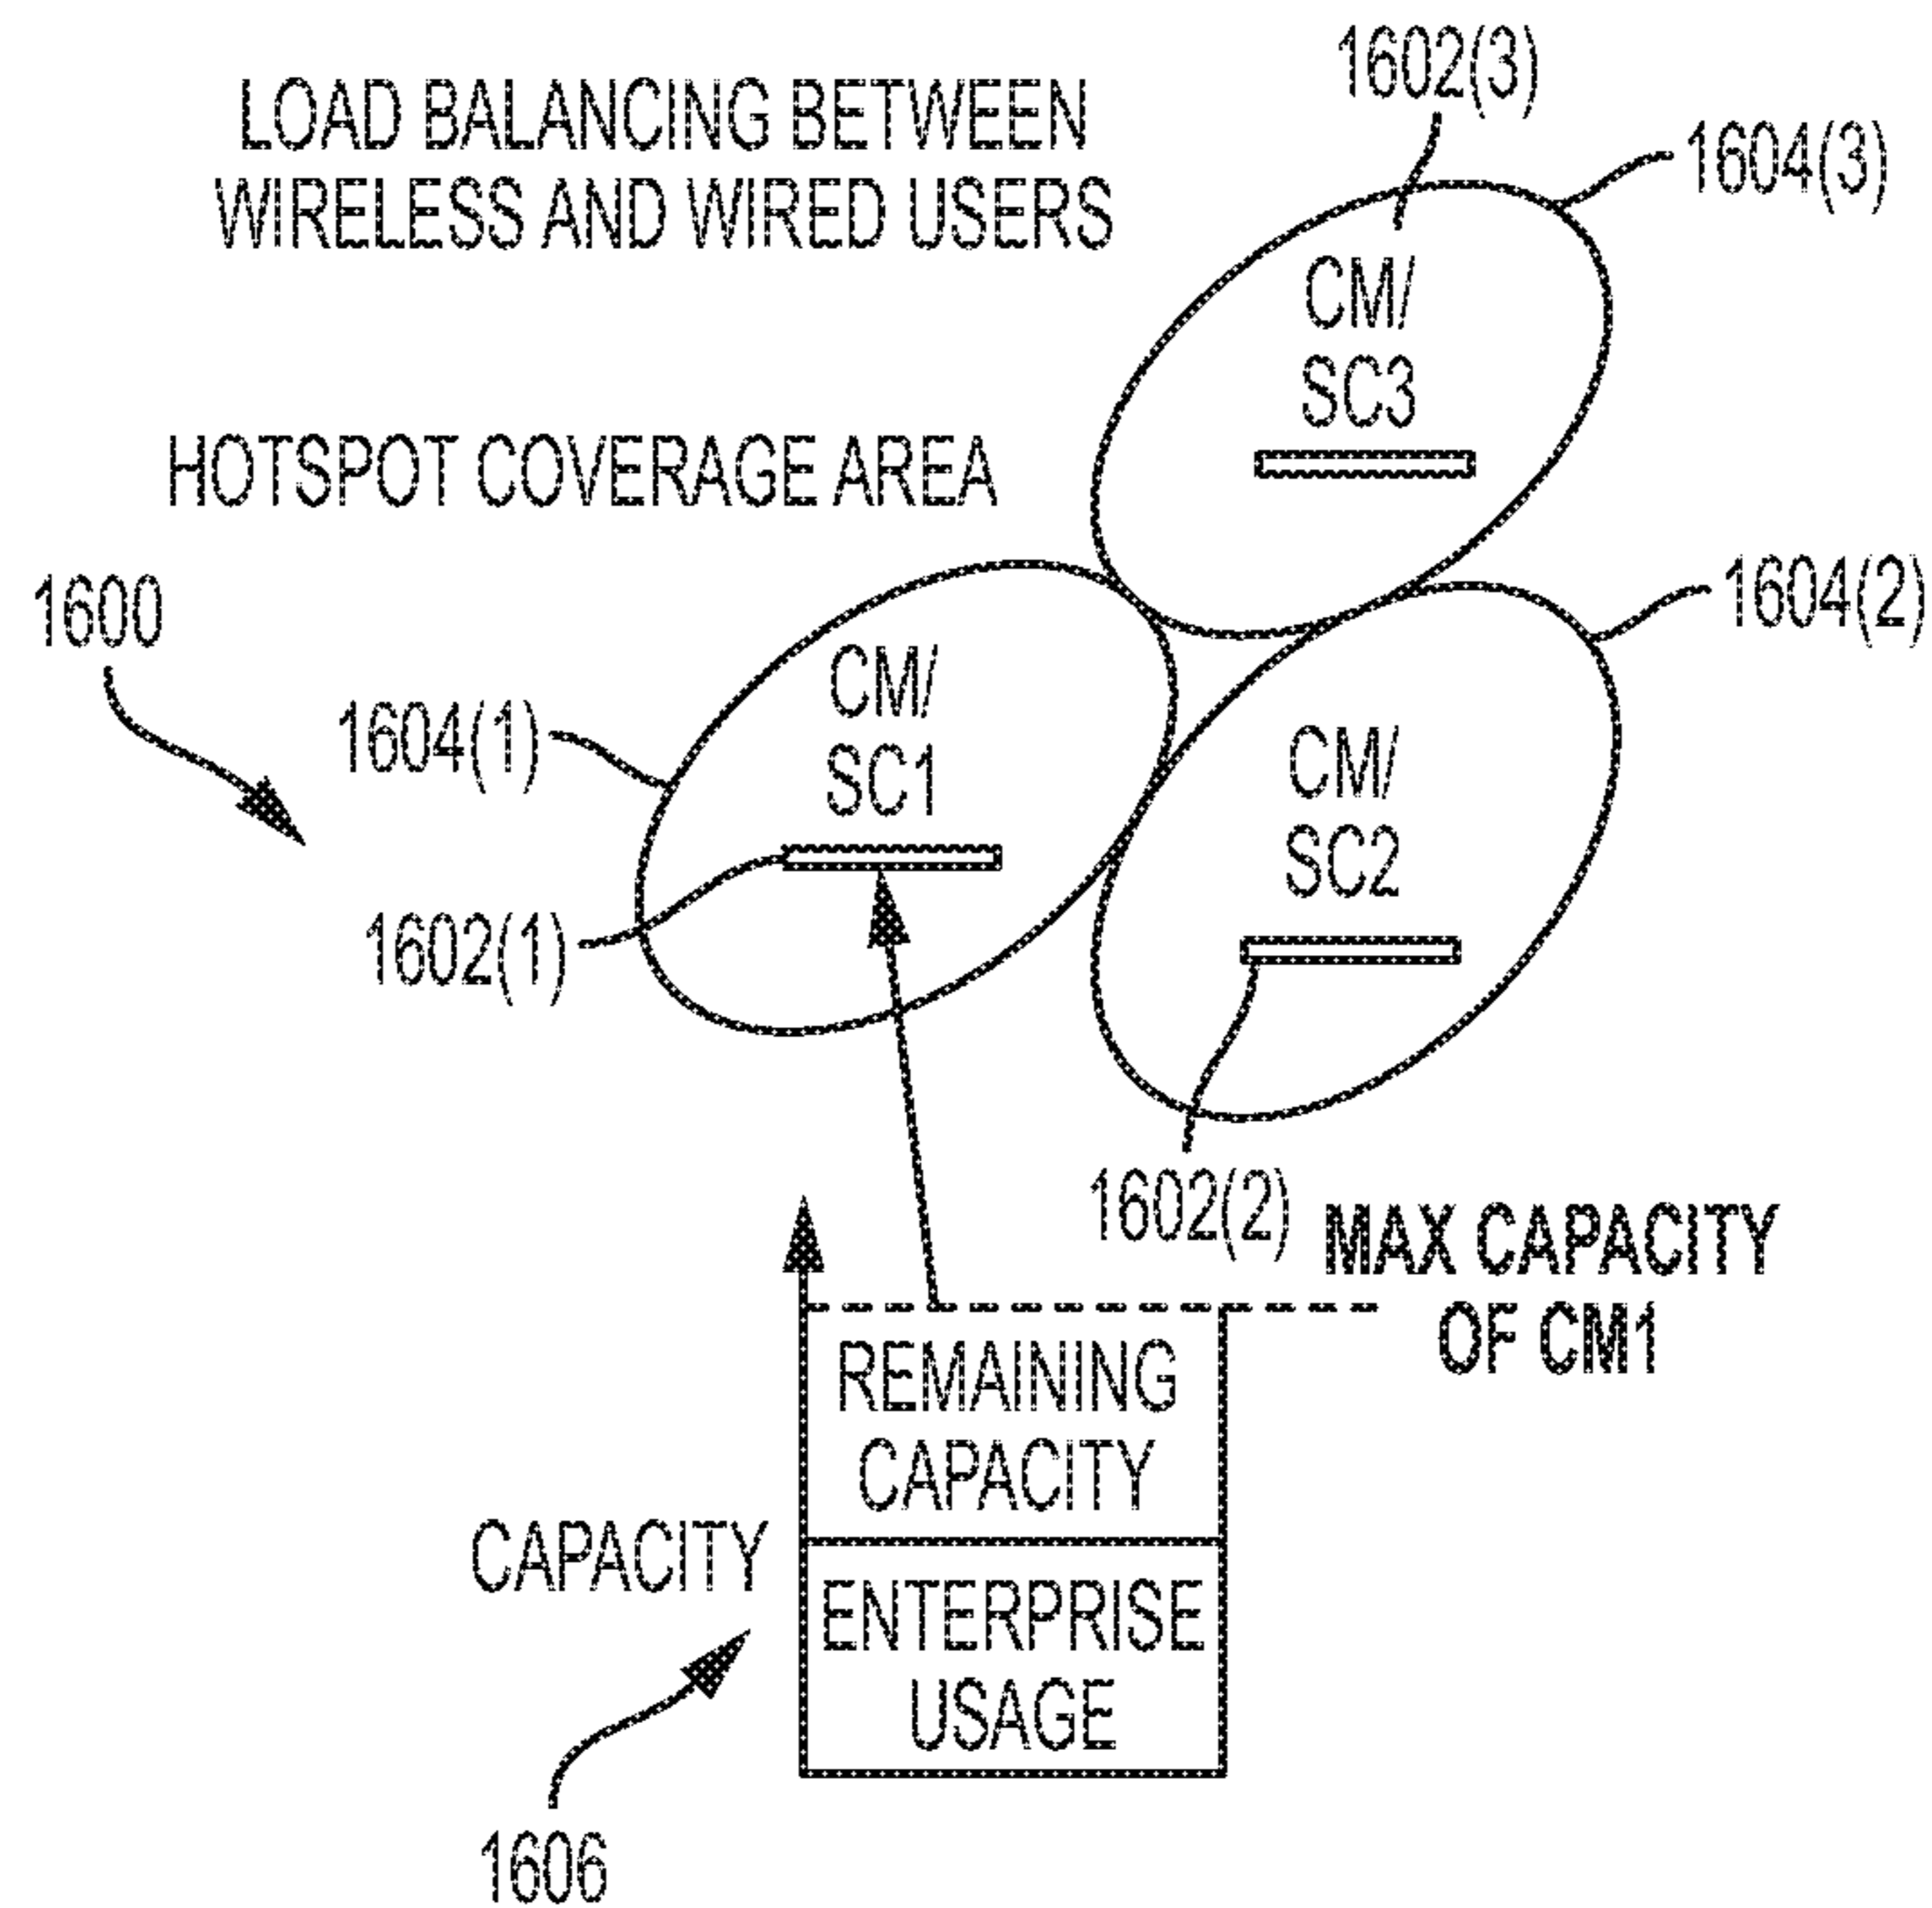 1602(3)
LOAD BALANCING BETWEEN
WIRELESS AND WIRED USERS
1604(3)
CM/
SC3
HOTSPOT COVERAGE AREA
1600
1604(2)
CM/
SC1
1604(1)
CM/
SC2
1602(1)
1602(2)
MAX CAPACITY
OF CM1
REMAINING
CAPACITY
CAPACITY
ENTERPRISE
USAGE
1606